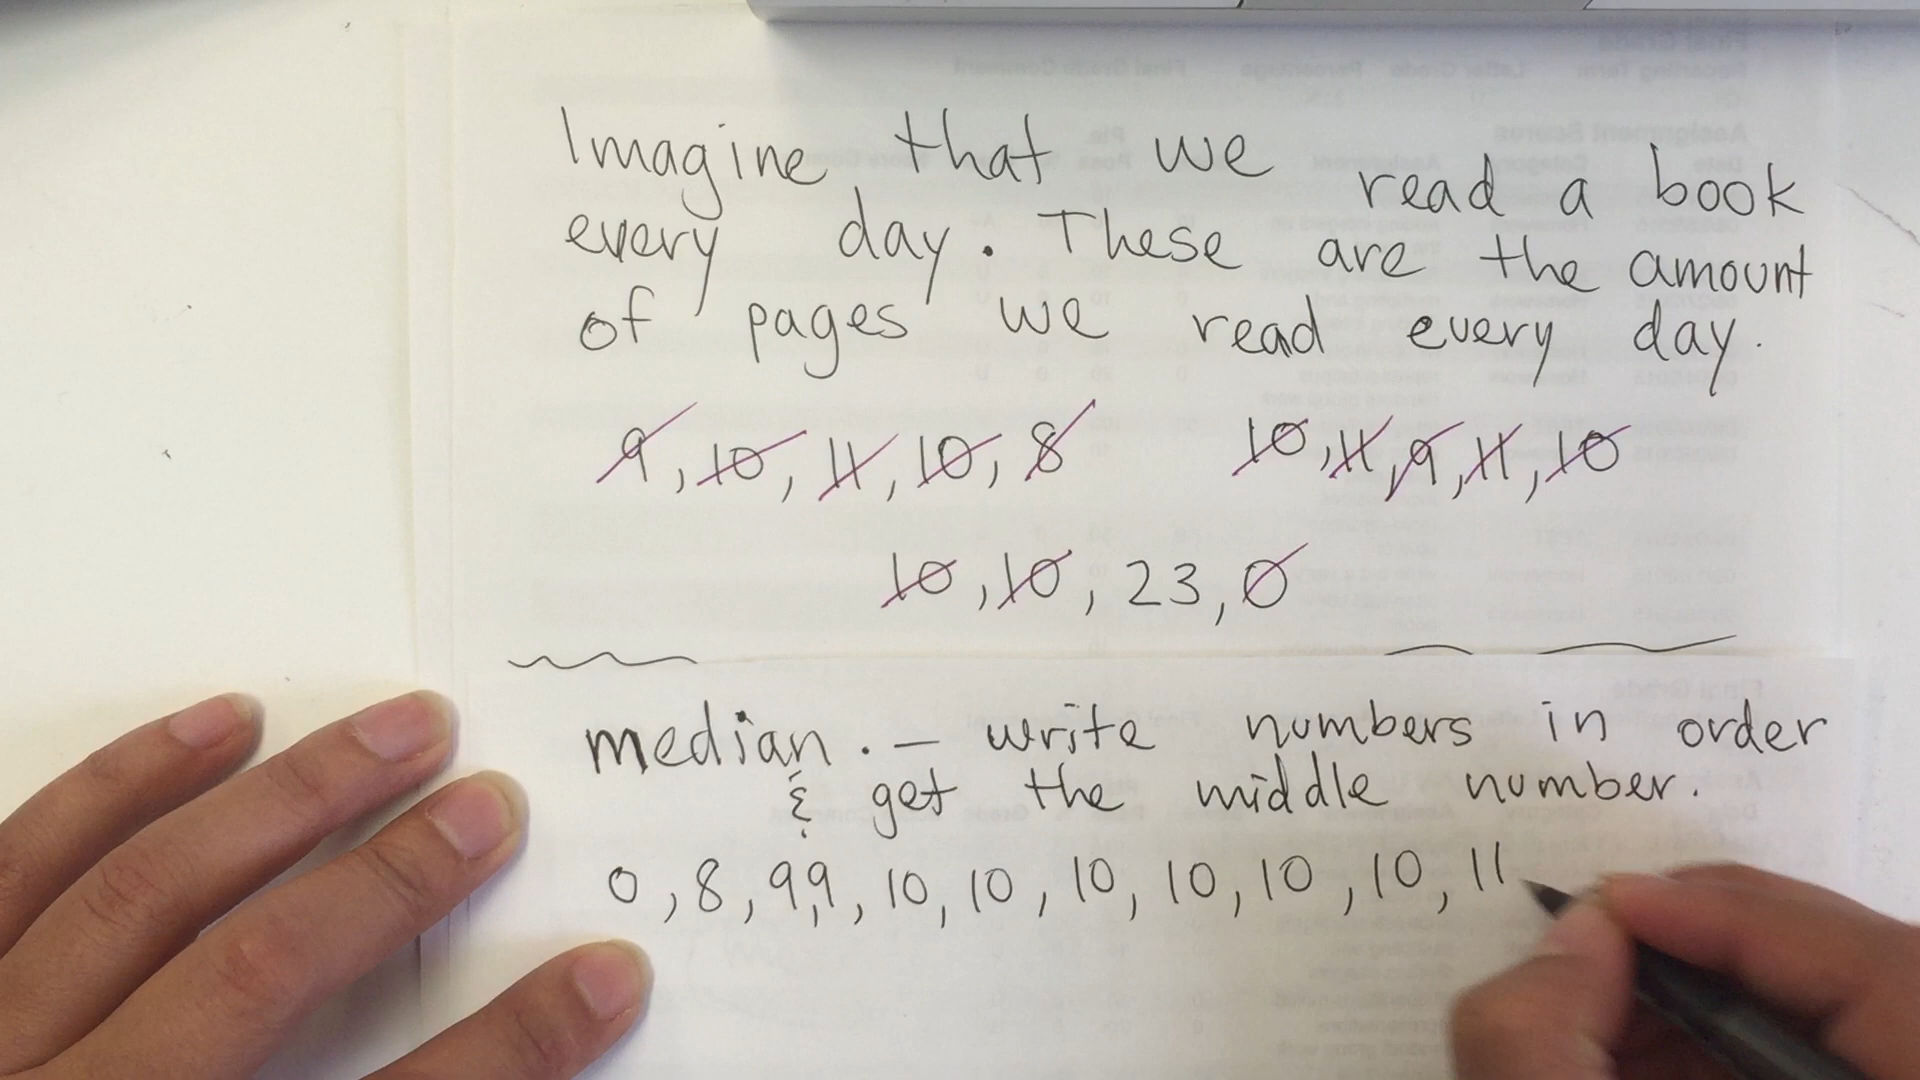 Imagine that we read a book
every day. These are the amount
of pages we read every day.
9, 10, 11, 10, 8 10, 11, 9, 11, 10
10, 10, 23, 0
median. - write numbers in order
& get the middle number.
0, 8, 9, 9, 10, 10, 10, 10, 10, 10, 11